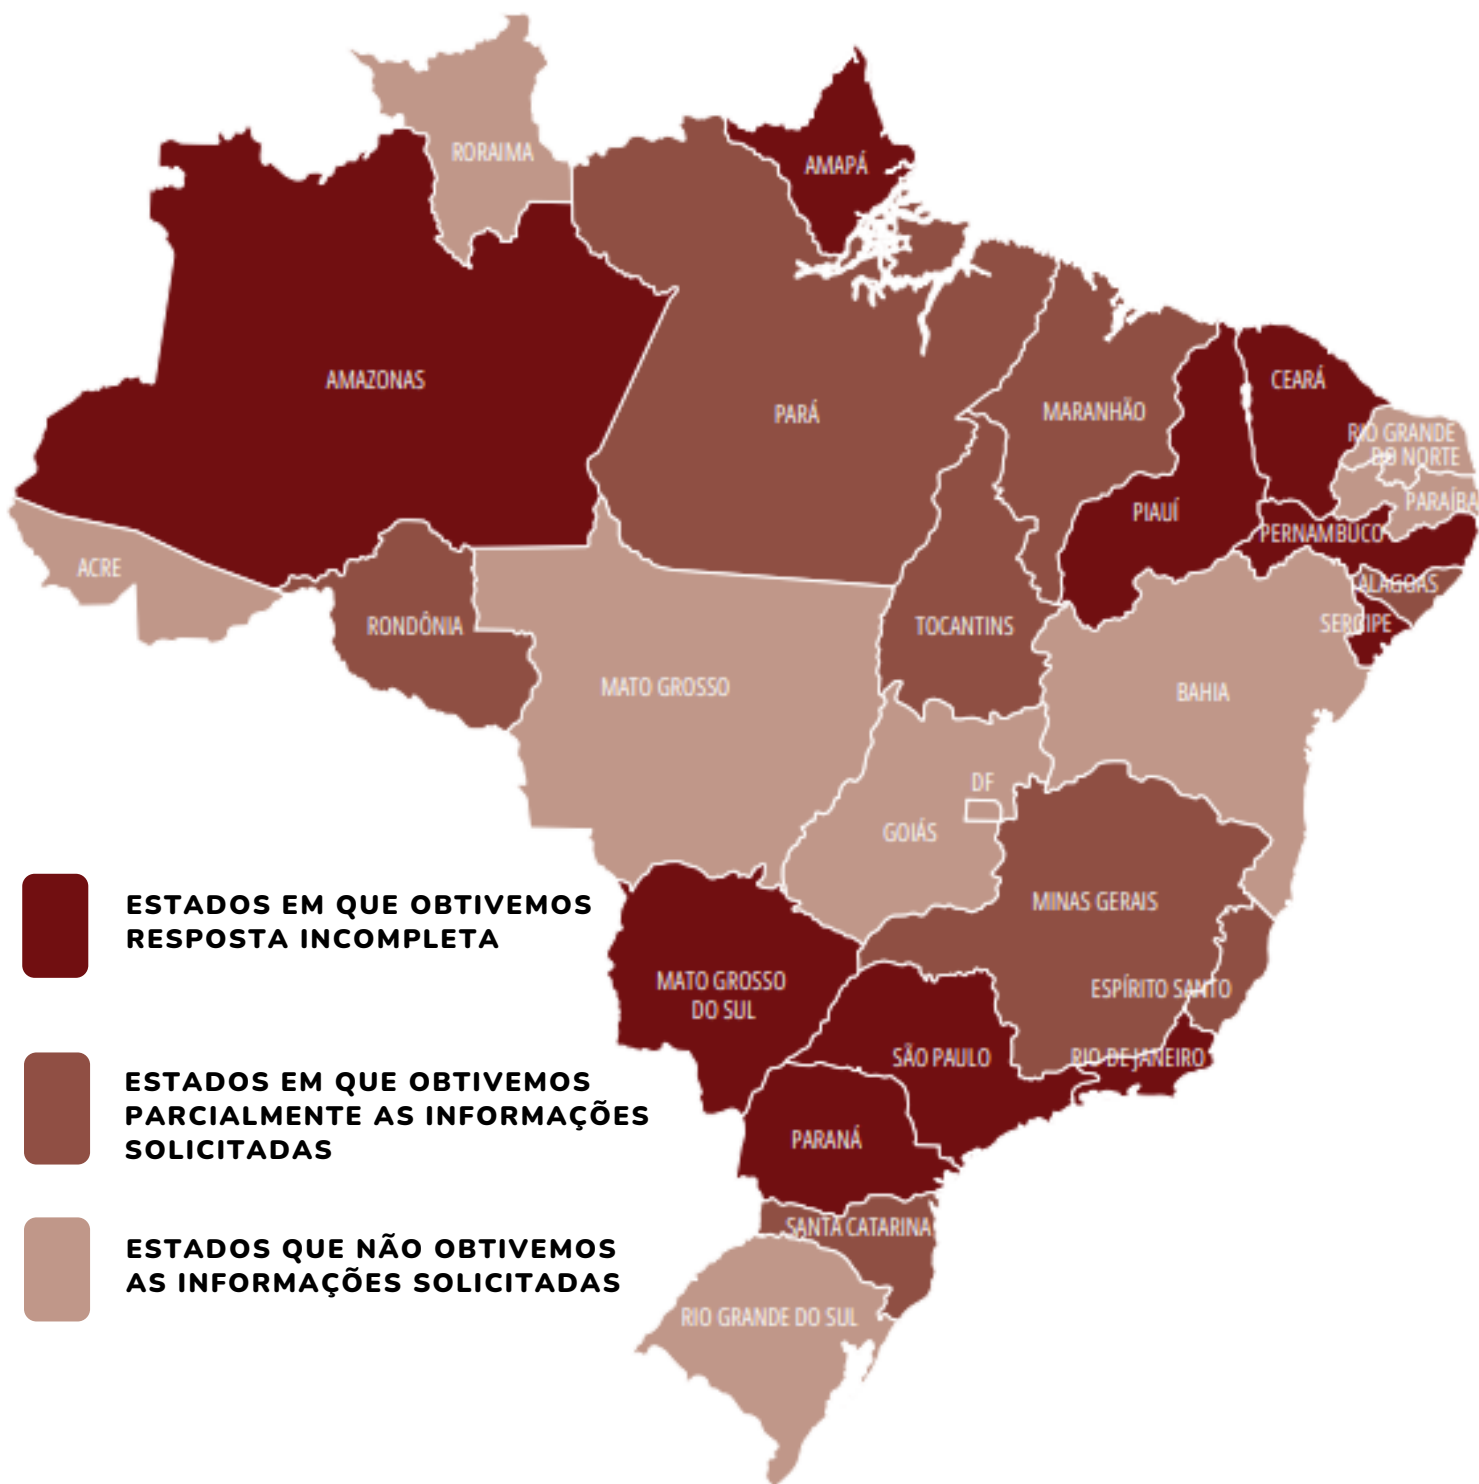 RORAIMA
AMAPÁ
AMAZONAS
PARÁ
MARANHÃO
CEARÁ
RIO GRANDE
DO NORTE
PARAÍBA
PIAUÍ
PERNAMBUCO
ALAGOAS
SERGIPE
ACRE
RONDÔNIA
TOCANTINS
MATO GROSSO
BAHIA
DF
GOIÁS
MINAS GERAIS
ESPÍRITO SANTO
MATO GROSSO
DO SUL
SÃO PAULO
RIO DE JANEIRO
PARANÁ
SANTA CATARINA
RIO GRANDE DO SUL
ESTADOS EM QUE OBTIVEMOS
RESPOSTA INCOMPLETA
ESTADOS EM QUE OBTIVEMOS
PARCIALMENTE AS INFORMAÇÕES
SOLICITADAS
ESTADOS QUE NÃO OBTIVEMOS
AS INFORMAÇÕES SOLICITADAS